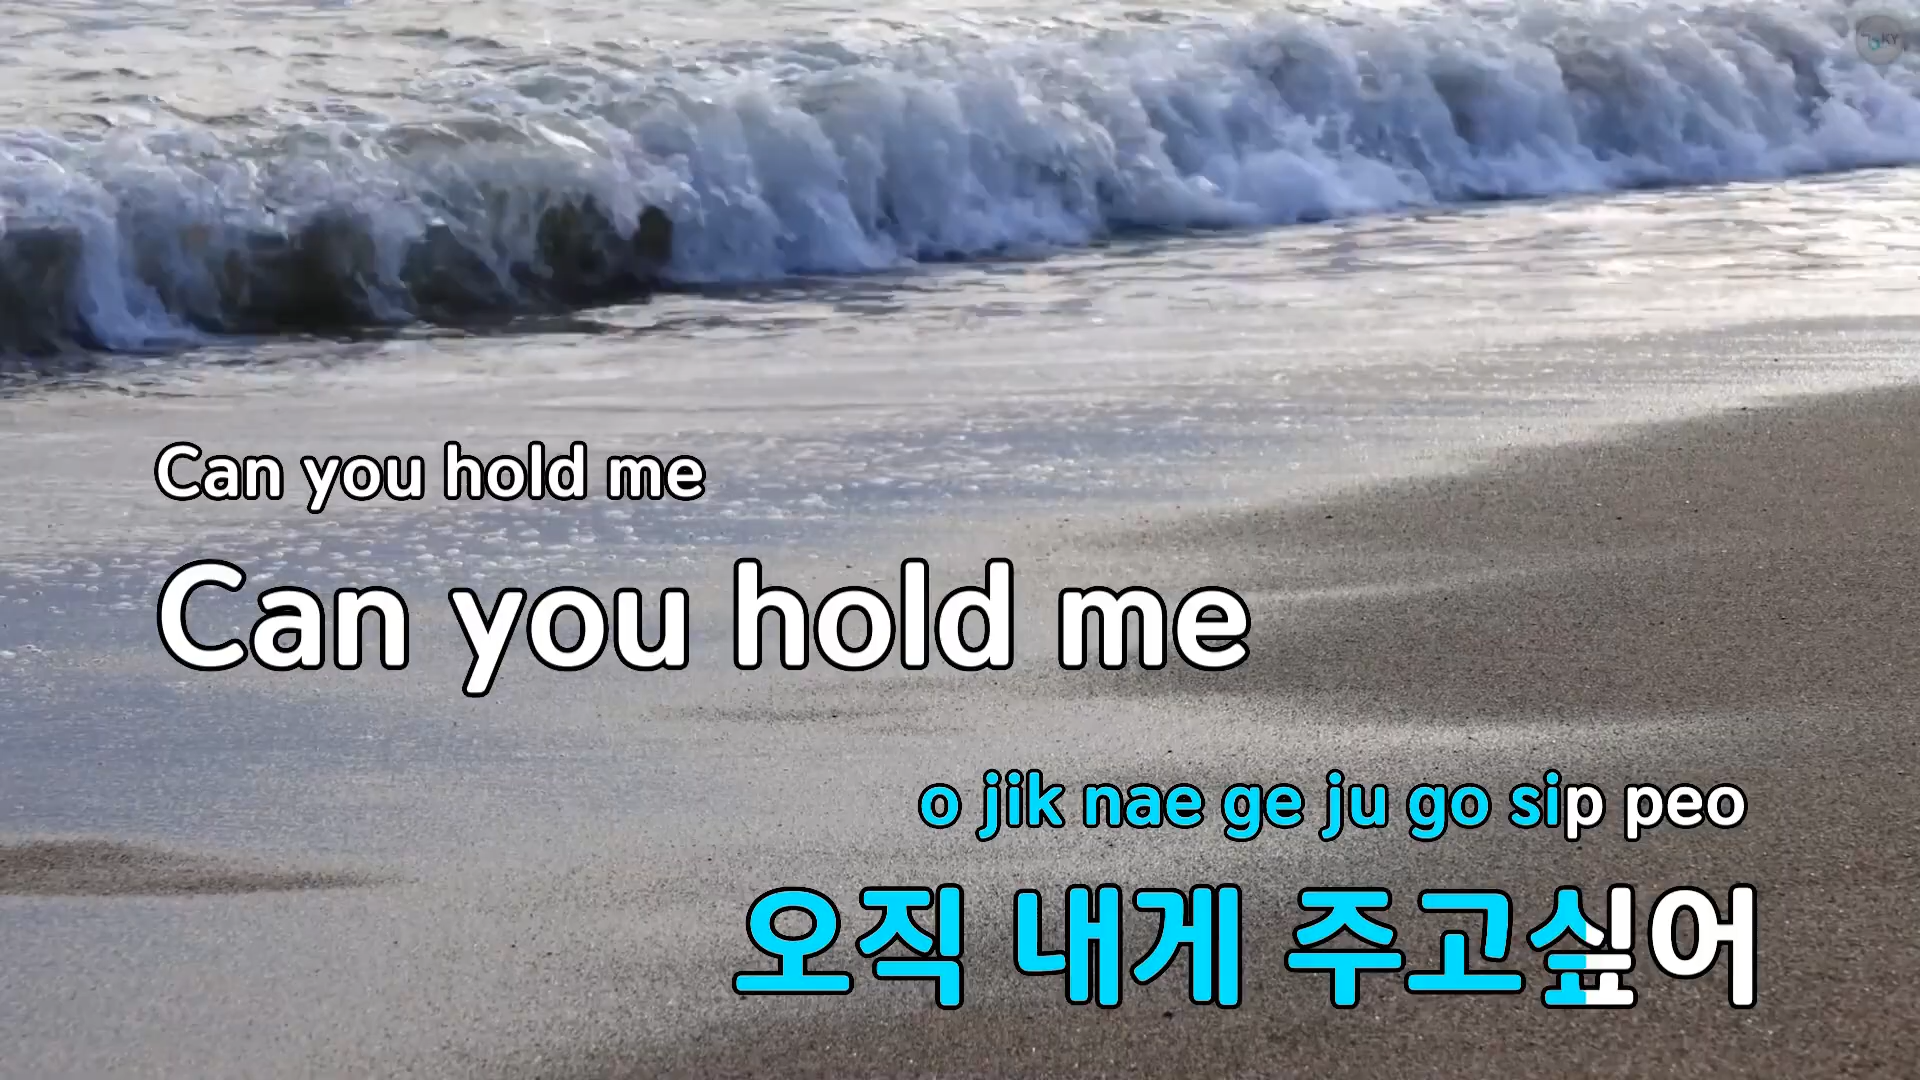 KY
Can you hold me
Can you hold me
o jik nae ge ju go sip peo
오직 내게 주고싶어